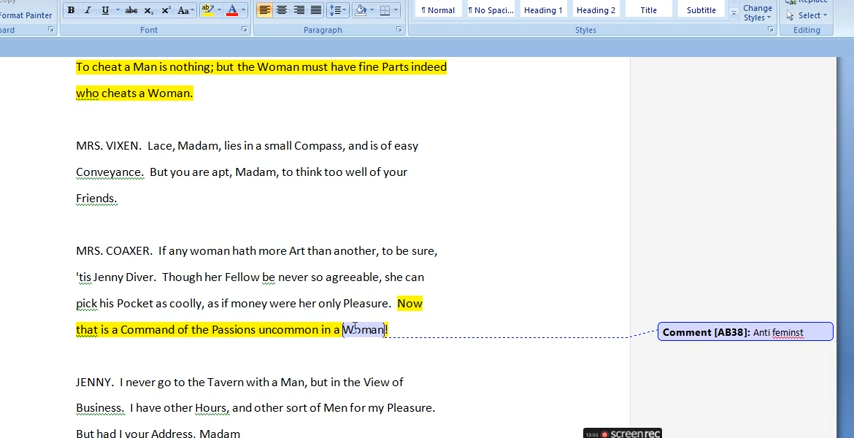 opy
Replace
Format Painter
B I U abc X₂ X² Aa ab A
¶ Normal ¶ No Spaci... Heading 1 Heading 2 Title Subtitle Change Styles
Select
oard Font Paragraph Styles Editing
To cheat a Man is nothing; but the Woman must have fine Parts indeed
who cheats a Woman.
MRS. VIXEN.  Lace, Madam, lies in a small Compass, and is of easy
Conveyance.  But you are apt, Madam, to think too well of your
Friends.
MRS. COAXER.  If any woman hath more Art than another, to be sure,
'tis Jenny Diver.  Though her Fellow be never so agreeable, she can
pick his Pocket as coolly, as if money were her only Pleasure.  Now
that is a Command of the Passions uncommon in a Woman!
Comment [AB38]: Anti feminst
JENNY.  I never go to the Tavern with a Man, but in the View of
Business.  I have other Hours, and other sort of Men for my Pleasure.
But had I your Address, Madam
screenrec